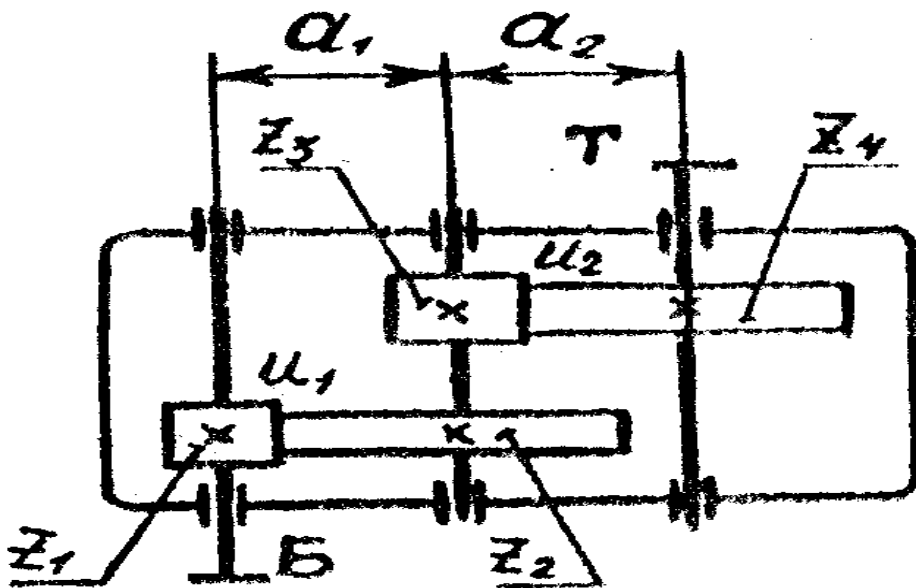 a₁ a₂
Z₃ T Z₄
u₂
u₁
Z₁ Б Z₂